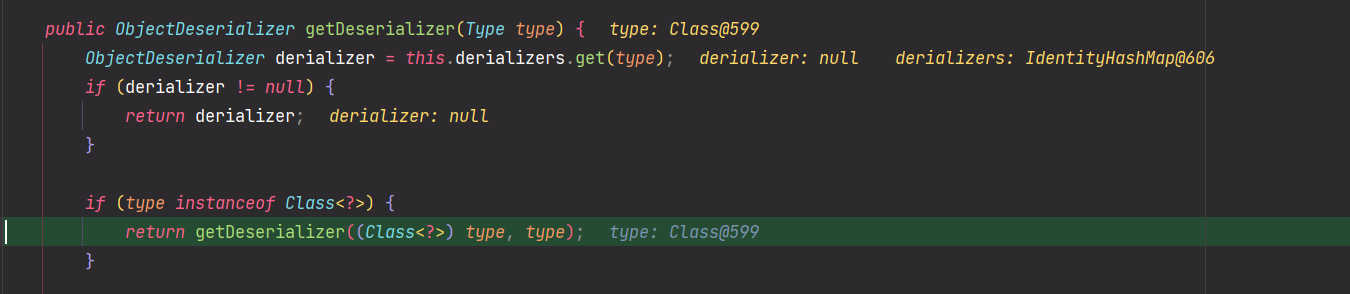 public ObjectDeserializer getDeserializer(Type type) { type: Class@599
ObjectDeserializer derializer = this.derializers.get(type); derializer: null derializers: IdentityHashMap@606
if (derializer != null) {
return derializer; derializer: null
}
if (type instanceof Class<?>) {
return getDeserializer((Class<?>) type, type); type: Class@599
}